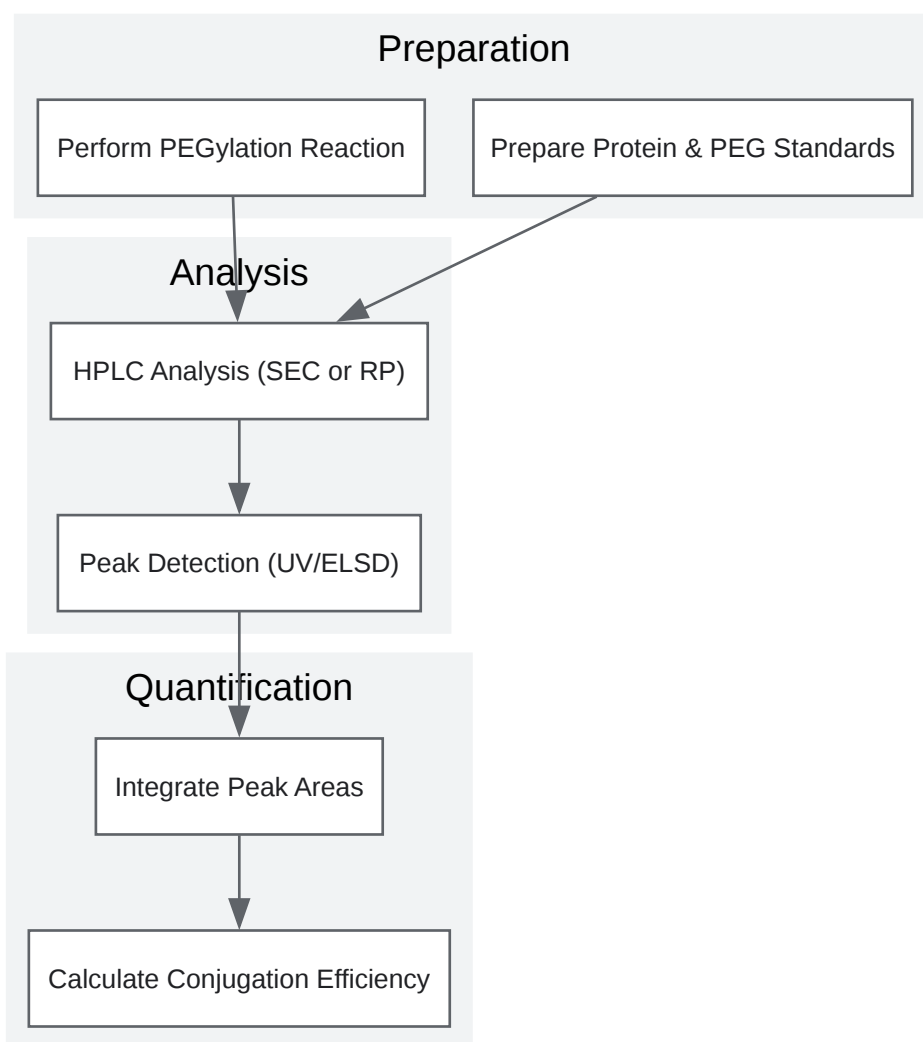 Preparation
Perform PEGylation Reaction
Prepare Protein & PEG Standards
Analysis
HPLC Analysis (SEC or RP)
Peak Detection (UV/ELSD)
Quantification
Integrate Peak Areas
Calculate Conjugation Efficiency